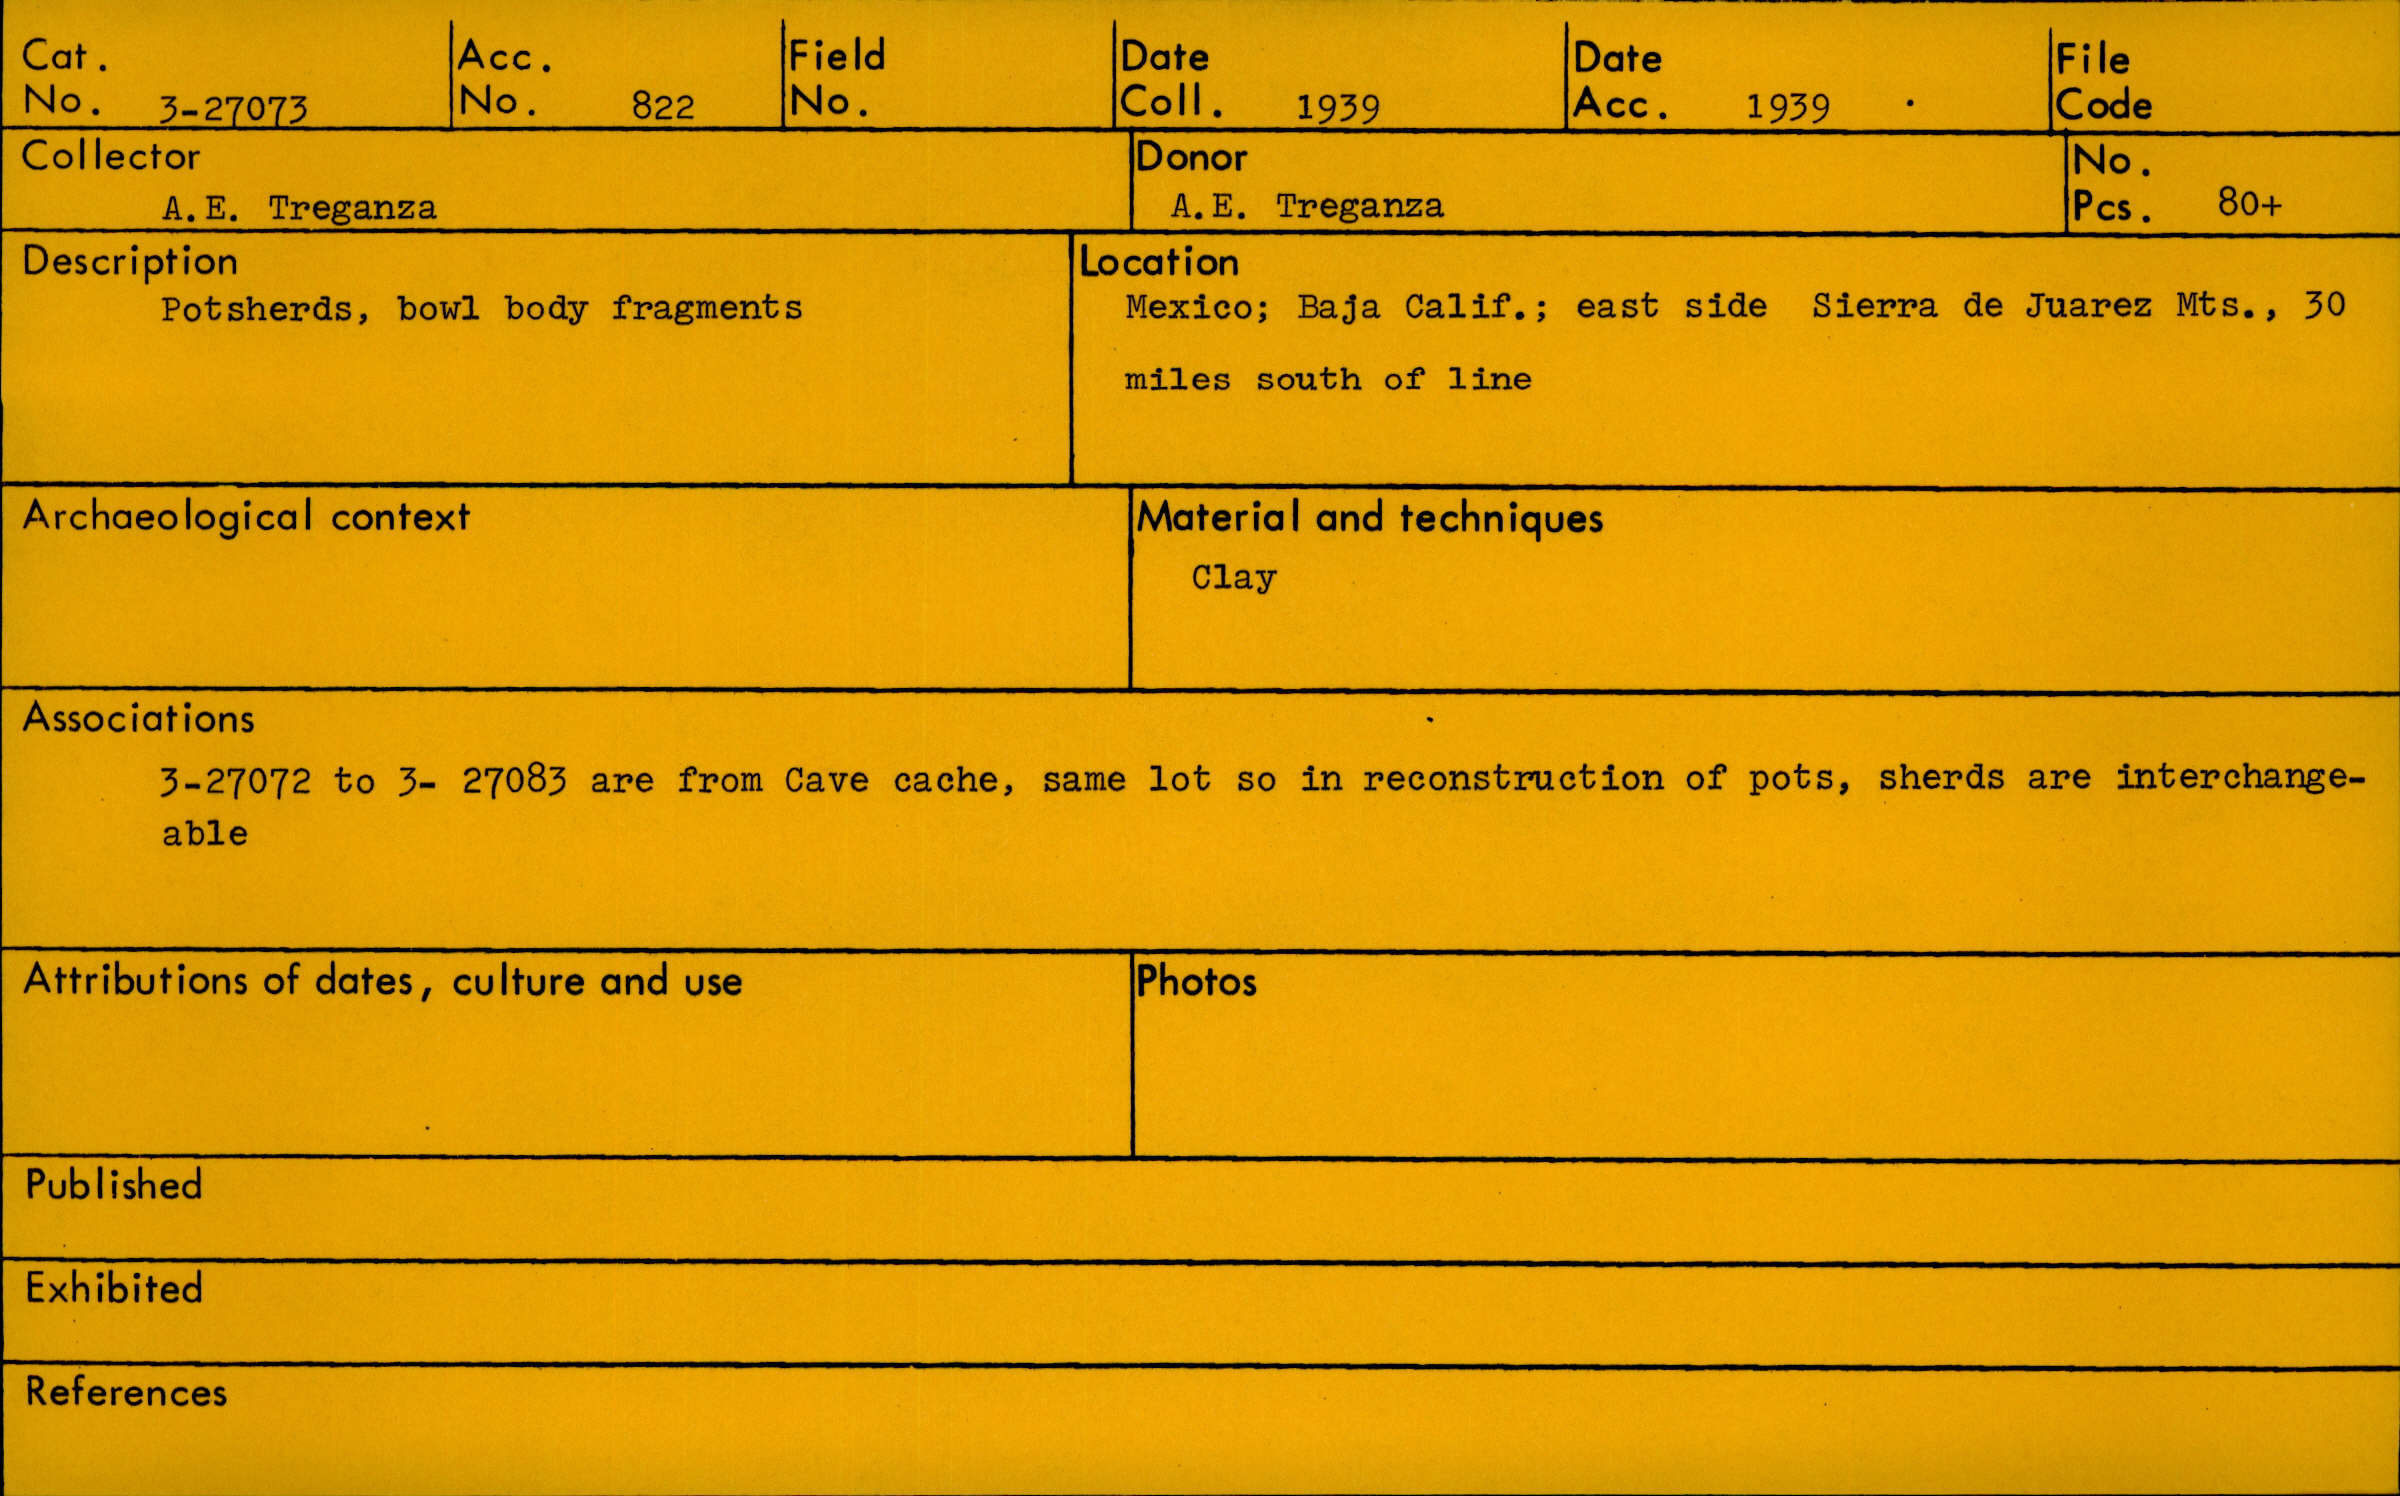 Cat. No. 3-27073
Acc. No. 822
Field No.
Date Coll. 1939
Date Acc. 1939
File Code
Collector
A.E. Treganza
Donor
A.E. Treganza
No. Pcs. 80+
Description
Potsherds, bowl body fragments
Location
Mexico; Baja Calif.; east side Sierra de Juarez Mts., 30
miles south of line
Archaeological context
Material and techniques
Clay
Associations
3-27072 to 3- 27083 are from Cave cache, same lot so in reconstruction of pots, sherds are interchange-
able
Attributions of dates, culture and use
Photos
Published
Exhibited
References